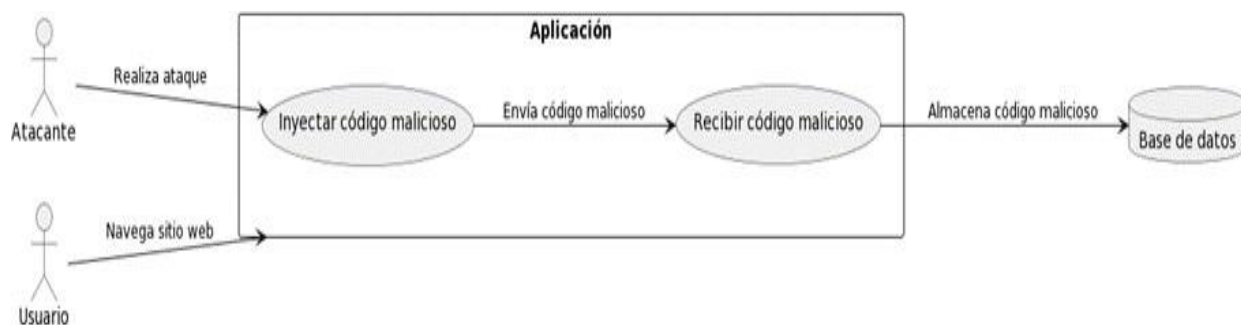 Aplicación
Realiza ataque
Atacante
Inyectar código malicioso
Envía código malicioso
Recibir código malicioso
Almacena código malicioso
Base de datos
Navega sitio web
Usuario